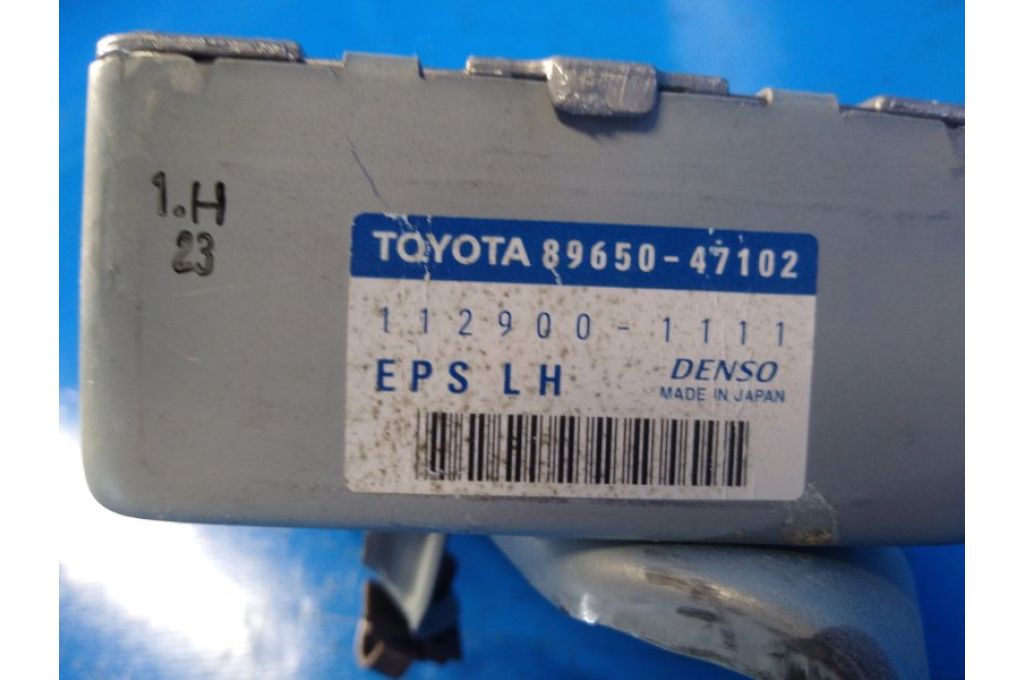 1.H
23
TOYOTA 89650-47102
112900-1111
EPS LH
DENSO
MADE IN JAPAN